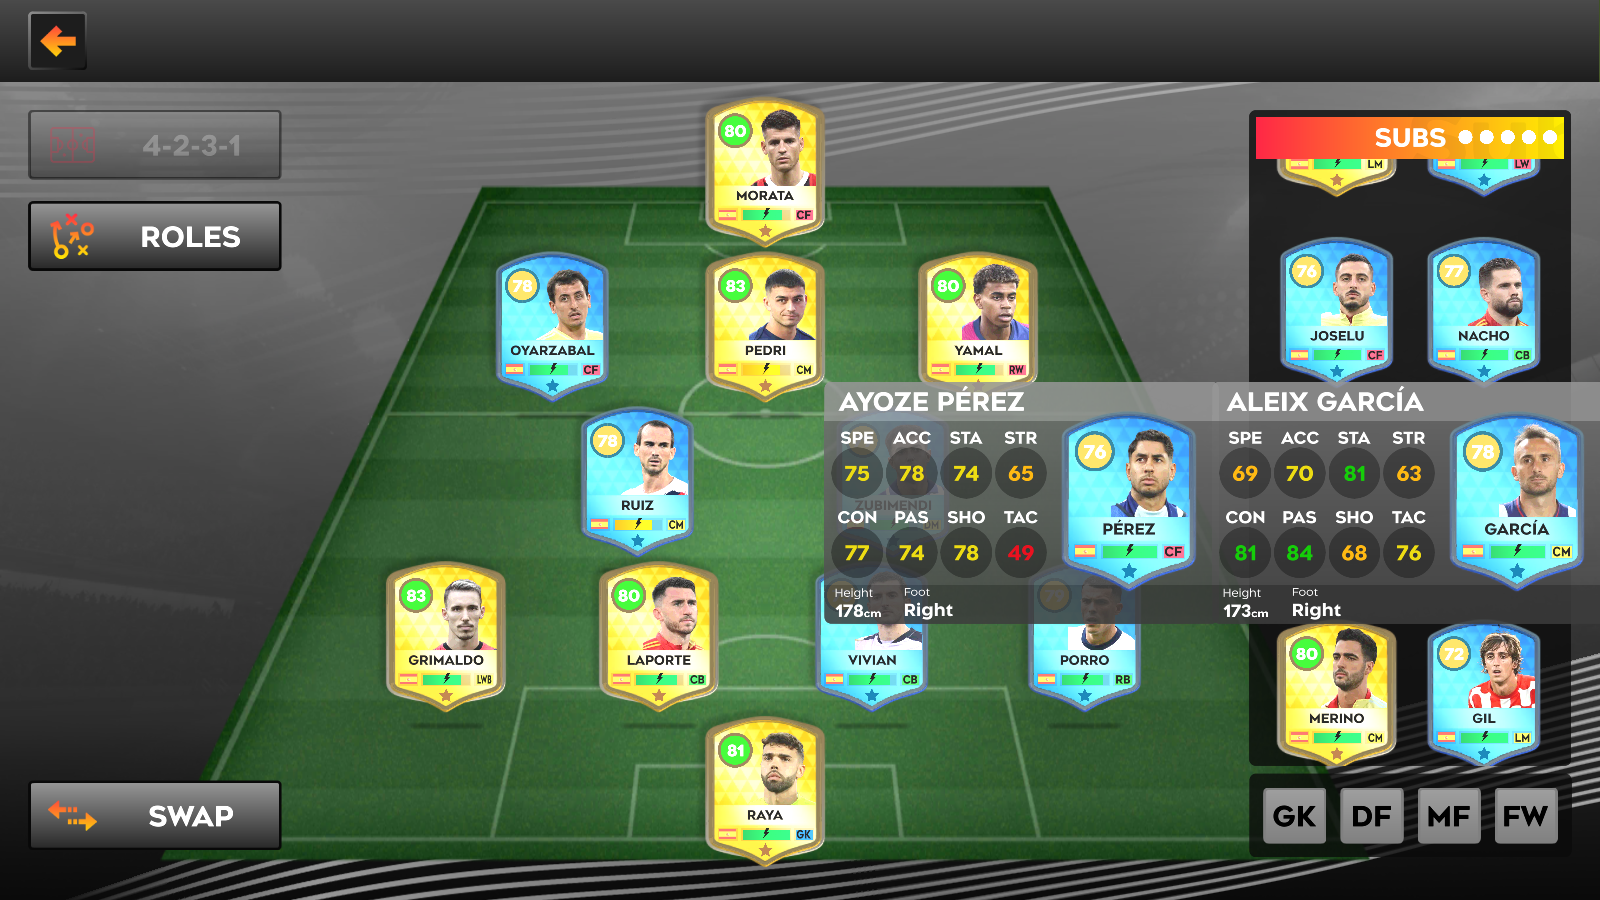 4-2-3-1
ROLES
SUBS
LM
LW
80
MORATA
CF
78
OYARZABAL
CF
83
PEDRI
CM
80
YAMAL
RW
76
JOSELU
CF
77
NACHO
CB
78
RUIZ
CM
ZUBIMENDI
AYOZE PÉREZ
SPE ACC STA STR
75 78 74 65
CON PAS SHO TAC
77 74 78 49
Height Foot
178cm Right
76
PÉREZ
CF
ALEIX GARCÍA
SPE ACC STA STR
69 70 81 63
CON PAS SHO TAC
81 84 68 76
Height Foot
173cm Right
78
GARCÍA
CM
83
GRIMALDO
LWB
80
LAPORTE
CB
VIVIAN
CB
79
PORRO
RB
80
MERINO
CM
72
GIL
LM
81
RAYA
GK
SWAP
GK DF MF FW